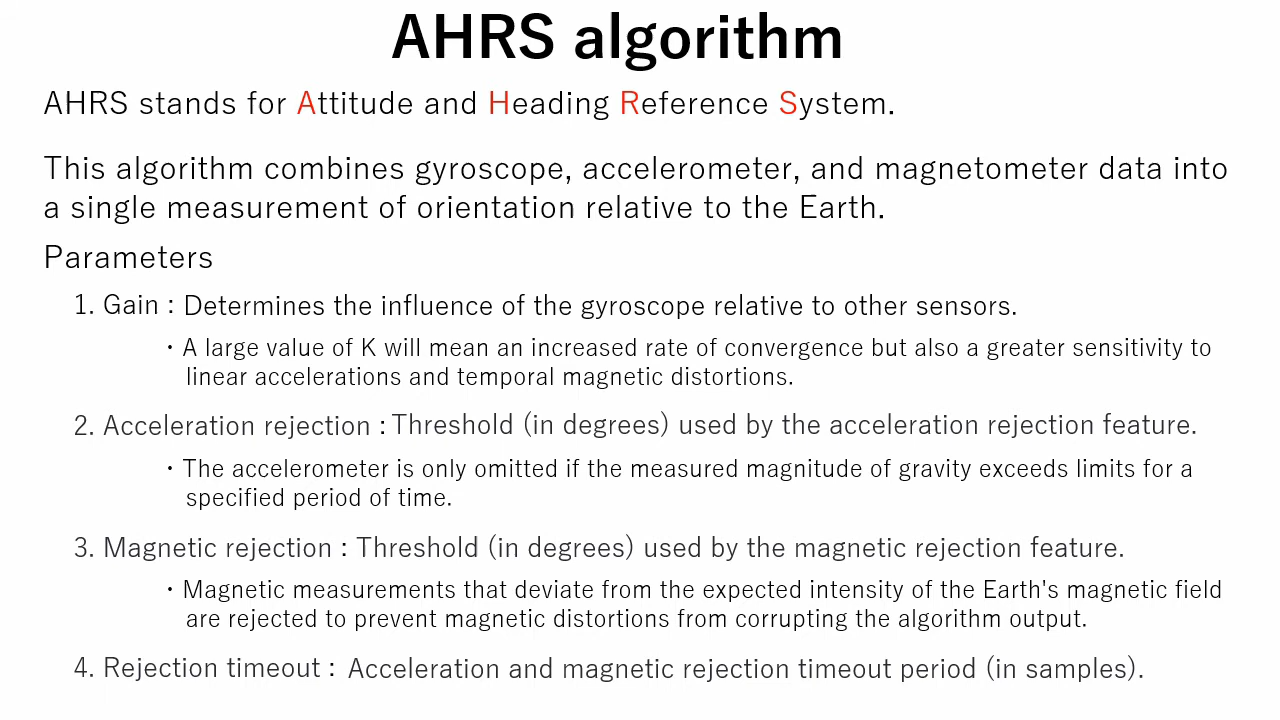 AHRS algorithm
AHRS stands for Attitude and Heading Reference System.
This algorithm combines gyroscope, accelerometer, and magnetometer data into
a single measurement of orientation relative to the Earth.
Parameters
1. Gain : Determines the influence of the gyroscope relative to other sensors.
・A large value of K will mean an increased rate of convergence but also a greater sensitivity to
linear accelerations and temporal magnetic distortions.
2. Acceleration rejection : Threshold (in degrees) used by the acceleration rejection feature.
・The accelerometer is only omitted if the measured magnitude of gravity exceeds limits for a
specified period of time.
3. Magnetic rejection : Threshold (in degrees) used by the magnetic rejection feature.
・Magnetic measurements that deviate from the expected intensity of the Earth's magnetic field
are rejected to prevent magnetic distortions from corrupting the algorithm output.
4. Rejection timeout : Acceleration and magnetic rejection timeout period (in samples).